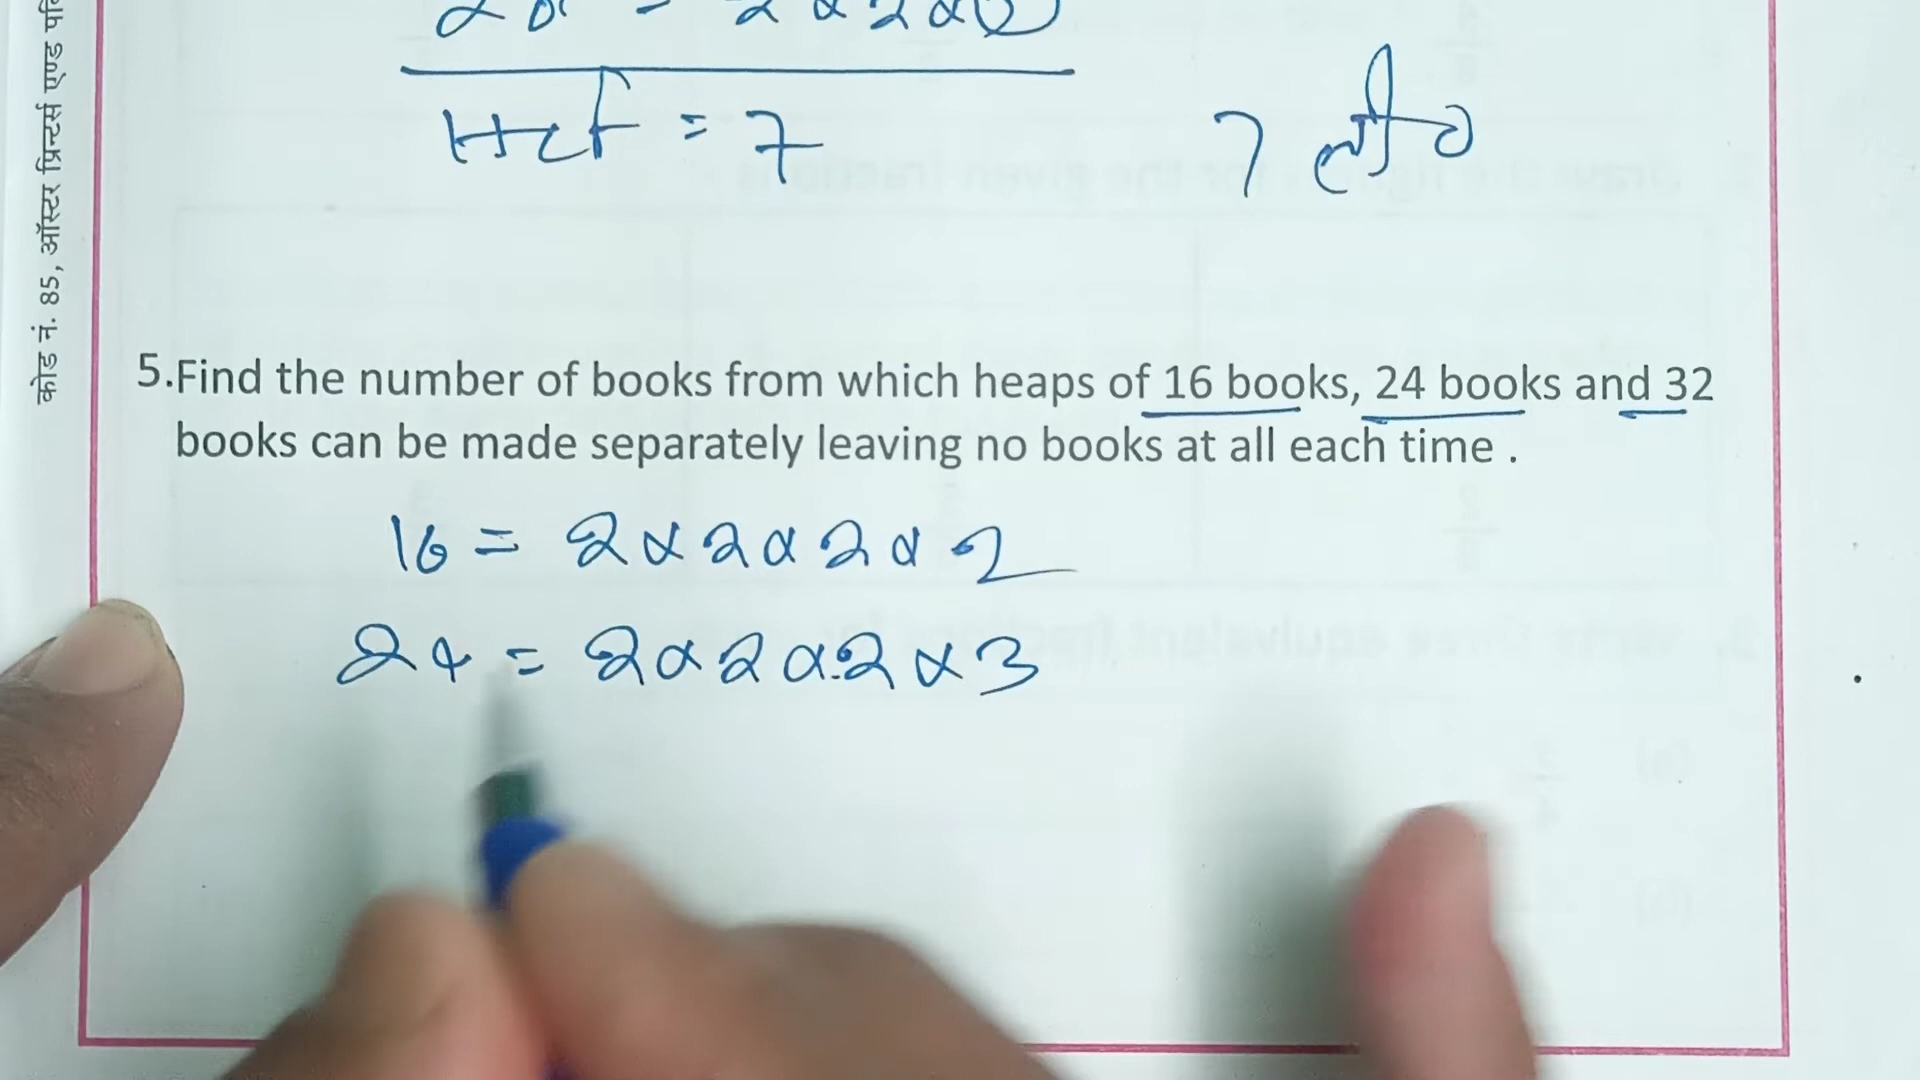 HCF = 7 7 ली०
5.Find the number of books from which heaps of 16 books, 24 books and 32
books can be made separately leaving no books at all each time .
16 = 2 x 2 x 2 x 2
24 = 2 x 2 x 2 x 3
कोड नं. 85, ऑस्टर प्रिन्टर्स एण्ड